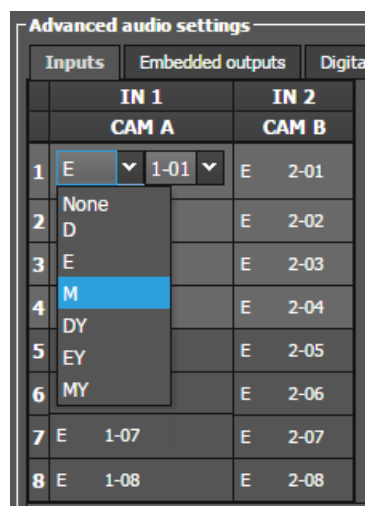 Advanced audio settings
Inputs Embedded outputs Digita
IN 1 IN 2
CAM A CAM B
1 E 1-01 E 2-01
None
2 D E 2-02
3 E E 2-03
4 M E 2-04
DY
5 EY E 2-05
6 MY E 2-06
7 E 1-07 E 2-07
8 E 1-08 E 2-08